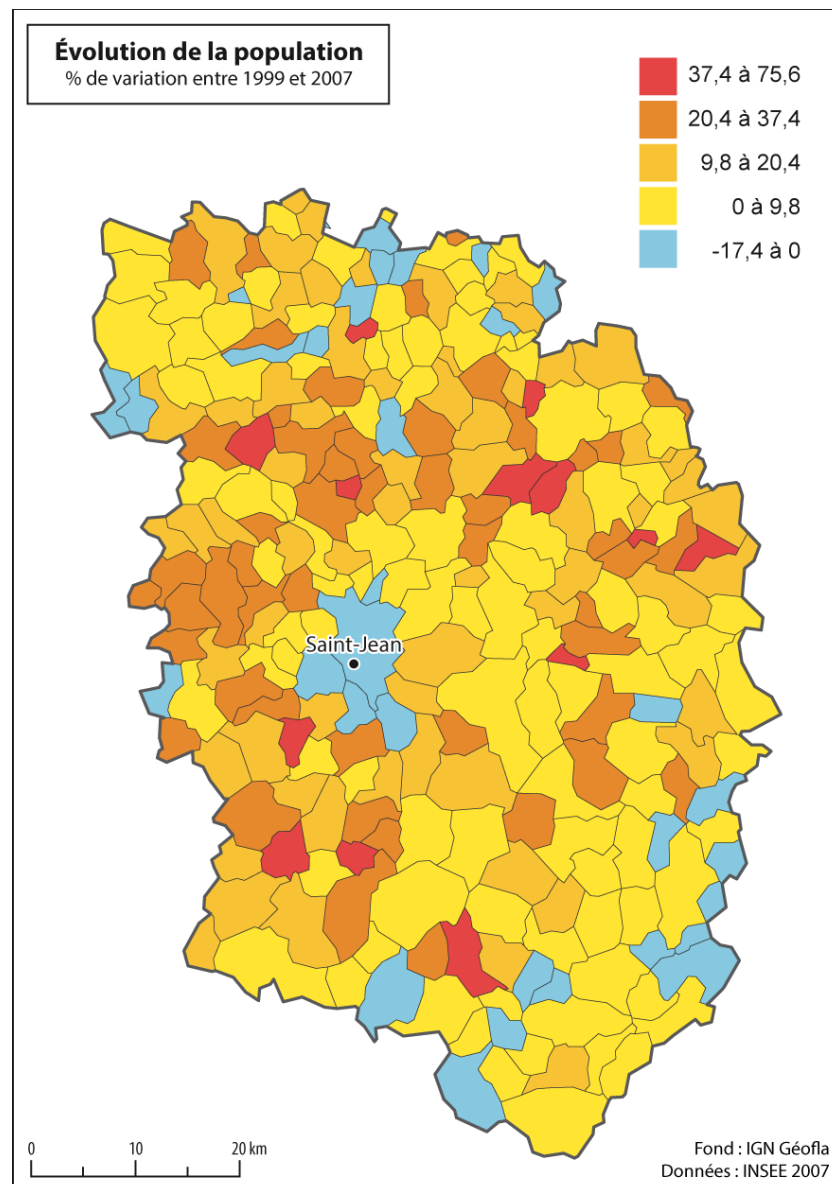 Évolution de la population
% de variation entre 1999 et 2007
37,4 à 75,6
20,4 à 37,4
9,8 à 20,4
0 à 9,8
-17,4 à 0
Saint-Jean
0 10 20 km
Fond : IGN Géofla
Données : INSEE 2007